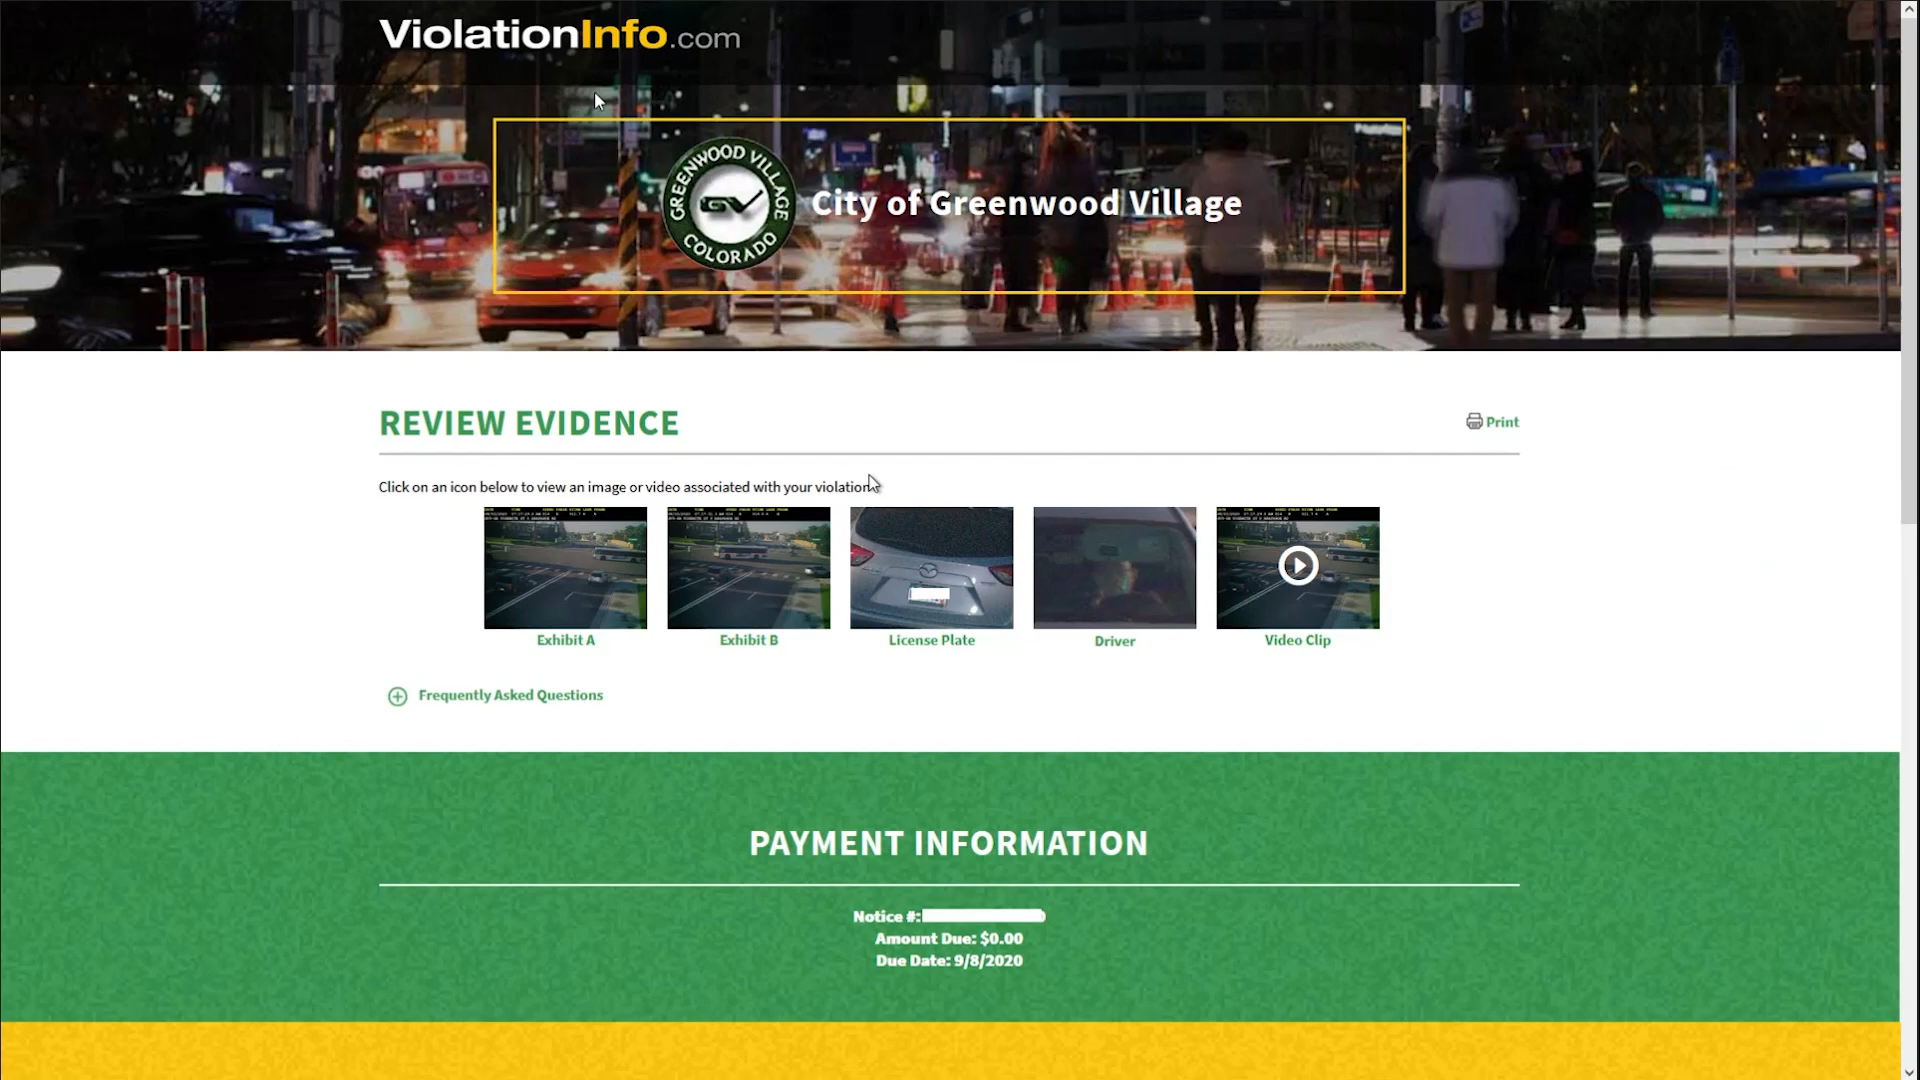 ViolationInfo.com
GREENWOOD VILLAGE
GV
COLORADO
City of Greenwood Village
REVIEW EVIDENCE
Print
Click on an icon below to view an image or video associated with your violation
Exhibit A
Exhibit B
License Plate
Driver
Video Clip
Frequently Asked Questions
PAYMENT INFORMATION
Notice #:
Amount Due: $0.00
Due Date: 9/8/2020